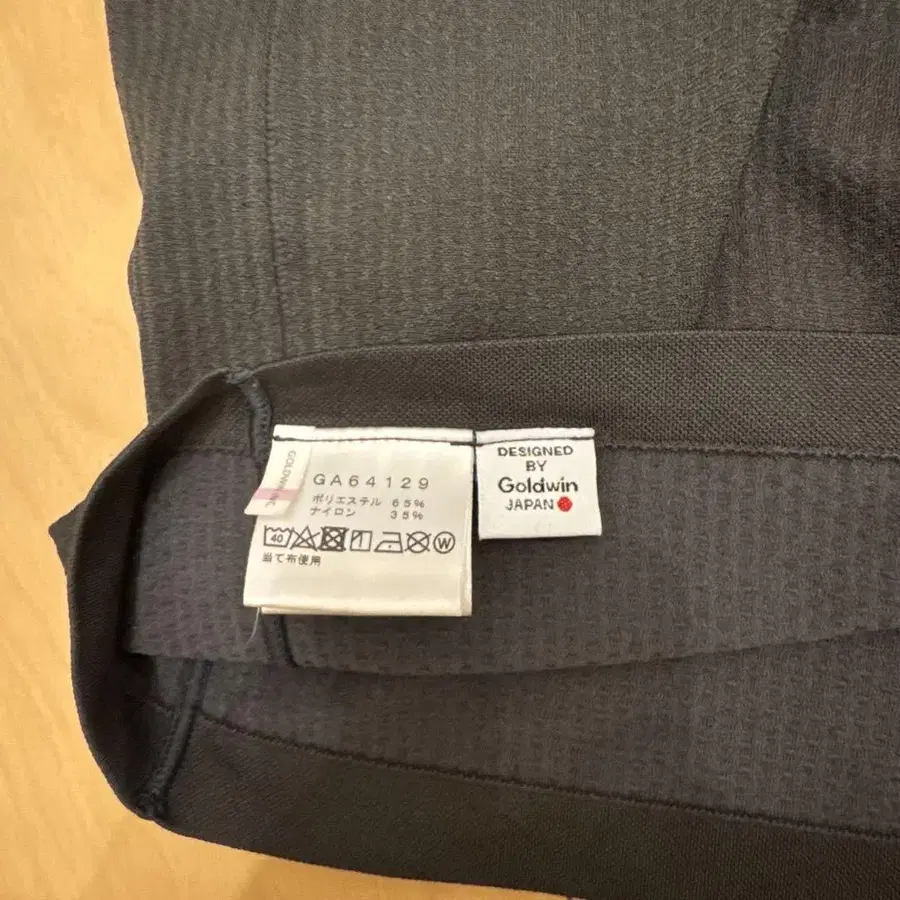 GOLDWIN INC.
GA64129
ポリエステル 65%
ナイロン 35%
40
W
当て布使用
DESIGNED
BY
Goldwin
JAPAN